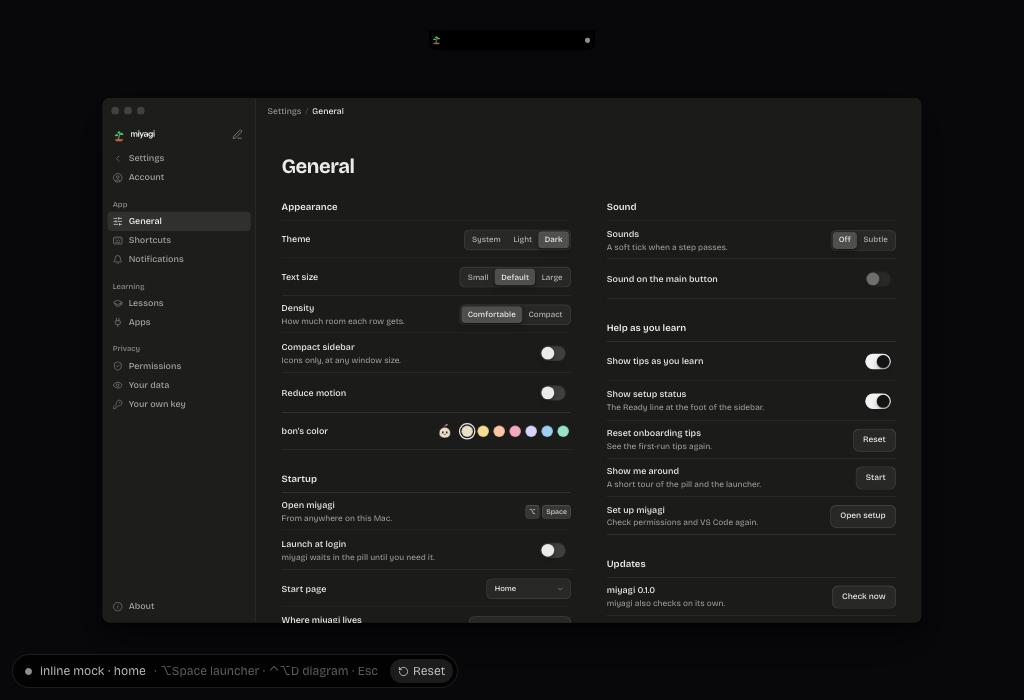 Settings / General
miyagi
Settings
Account
App
General
Shortcuts
Notifications
Learning
Lessons
Apps
Privacy
Permissions
Your data
Your own key
About
General
Appearance
Theme
System Light Dark
Text size
Small Default Large
Density
How much room each row gets.
Comfortable Compact
Compact sidebar
Icons only, at any window size.
Reduce motion
bon's color
Startup
Open miyagi
From anywhere on this Mac.
⌥ Space
Launch at login
miyagi waits in the pill until you need it.
Start page
Home
Where miyagi lives
Sound
Sounds
A soft tick when a step passes.
Off Subtle
Sound on the main button
Help as you learn
Show tips as you learn
Show setup status
The Ready line at the foot of the sidebar.
Reset onboarding tips
See the first-run tips again.
Reset
Show me around
A short tour of the pill and the launcher.
Start
Set up miyagi
Check permissions and VS Code again.
Open setup
Updates
miyagi 0.1.0
miyagi also checks on its own.
Check now
inline mock · home · ⌥Space launcher · ^⌥D diagram · Esc Reset